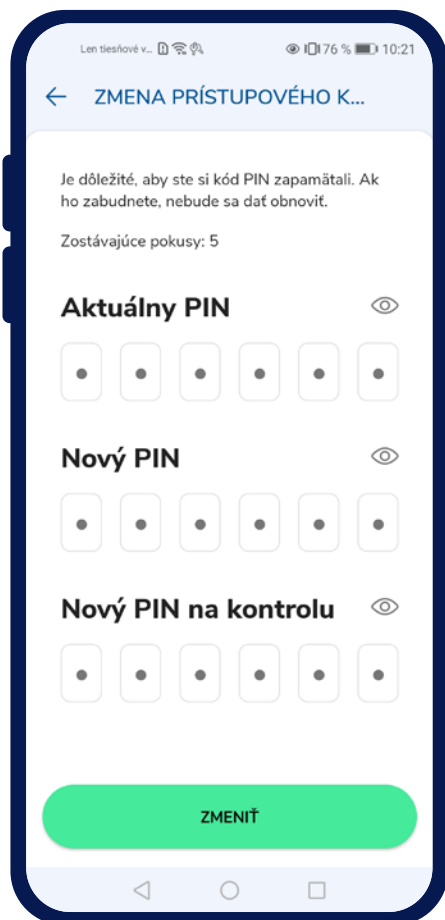 Len tiesňové v... 76 % 10:21
ZMENA PRÍSTUPOVÉHO K...
Je dôležité, aby ste si kód PIN zapamätali. Ak
ho zabudnete, nebude sa dať obnoviť.
Zostávajúce pokusy: 5
Aktuálny PIN
Nový PIN
Nový PIN na kontrolu
ZMENIŤ